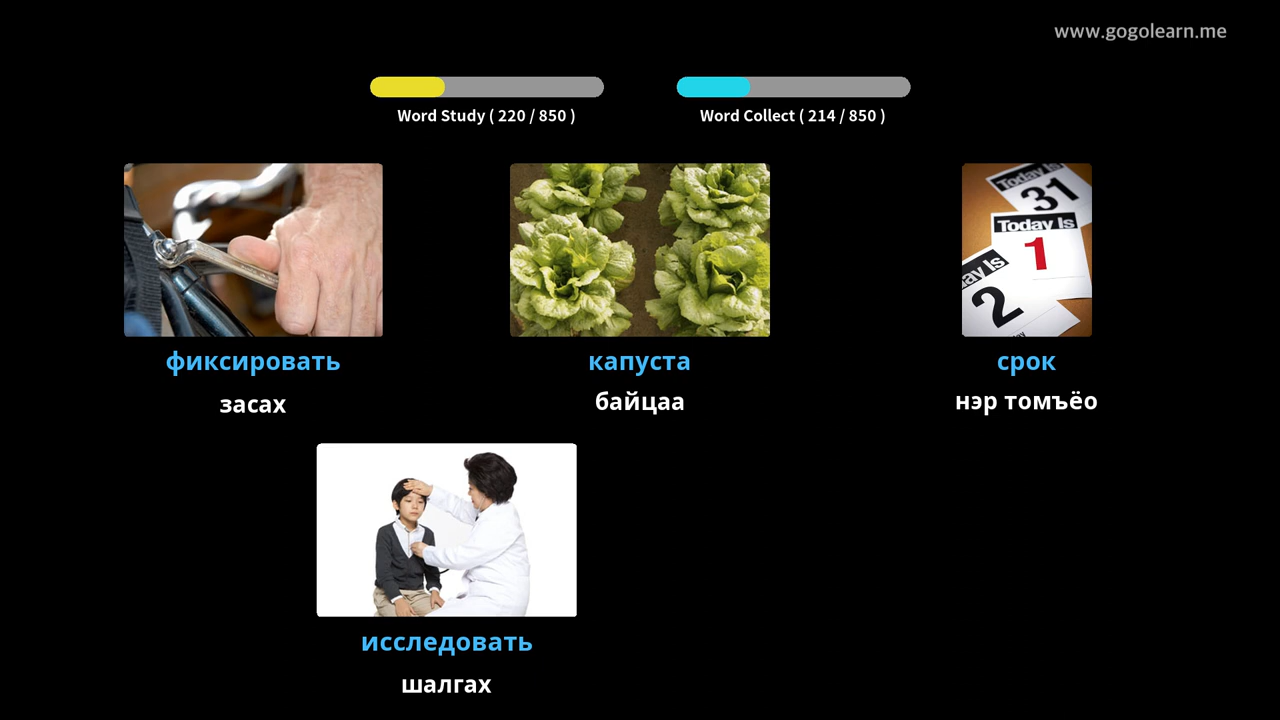 www.gogolearn.me
Word Study ( 220 / 850 )
Word Collect ( 214 / 850 )
Today Is
31
Today Is
1
ay Is
2
фиксировать
капуста
срок
засах
байцаа
нэр томъёо
исследовать
шалгах